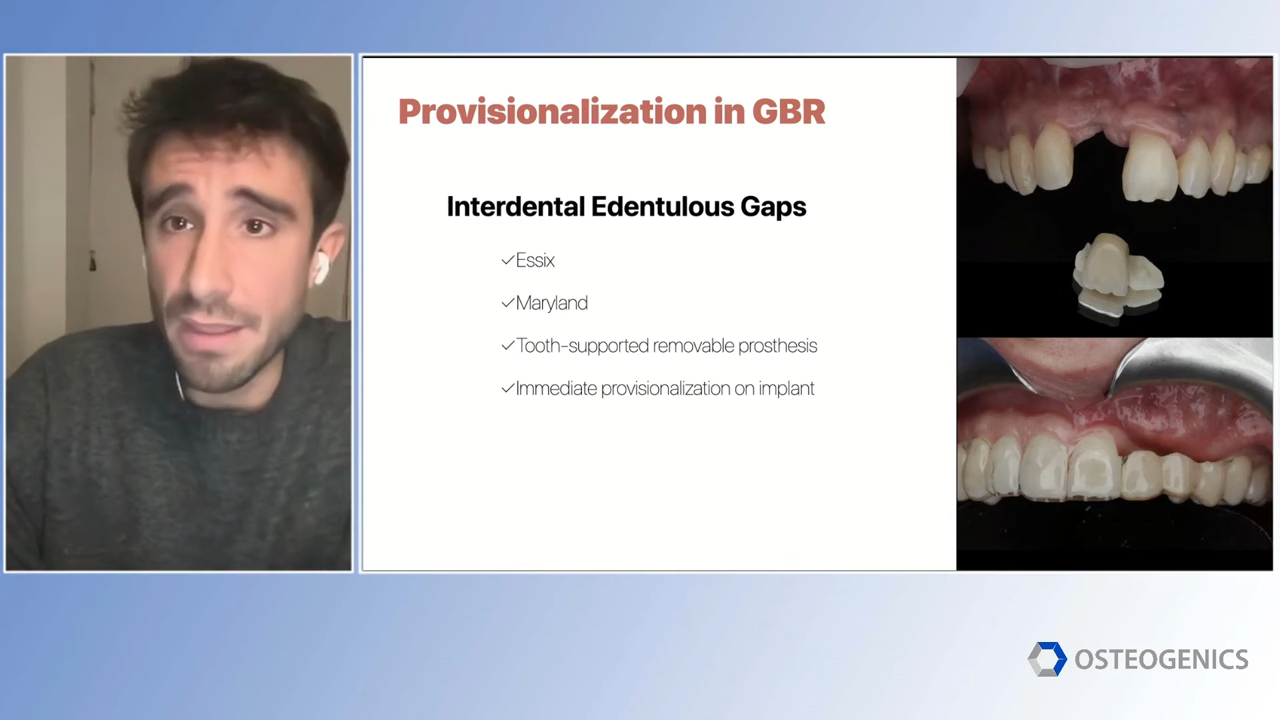 Provisionalization in GBR
Interdental Edentulous Gaps
✓Essix
✓Maryland
✓Tooth-supported removable prosthesis
✓Immediate provisionalization on implant
OSTEOGENICS